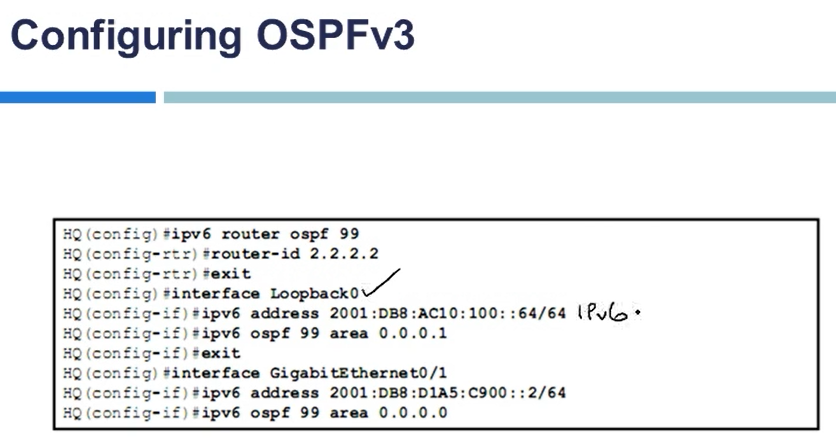 Configuring OSPFv3
HQ(config)#ipv6 router ospf 99
HQ(config-rtr)#router-id 2.2.2.2
HQ(config-rtr)#exit
HQ(config)#interface Loopback0
HQ(config-if)#ipv6 address 2001:DB8:AC10:100::64/64 IPv6.
HQ(config-if)#ipv6 ospf 99 area 0.0.0.1
HQ(config-if)#exit
HQ(config)#interface GigabitEthernet0/1
HQ(config-if)#ipv6 address 2001:DB8:D1A5:C900::2/64
HQ(config-if)#ipv6 ospf 99 area 0.0.0.0